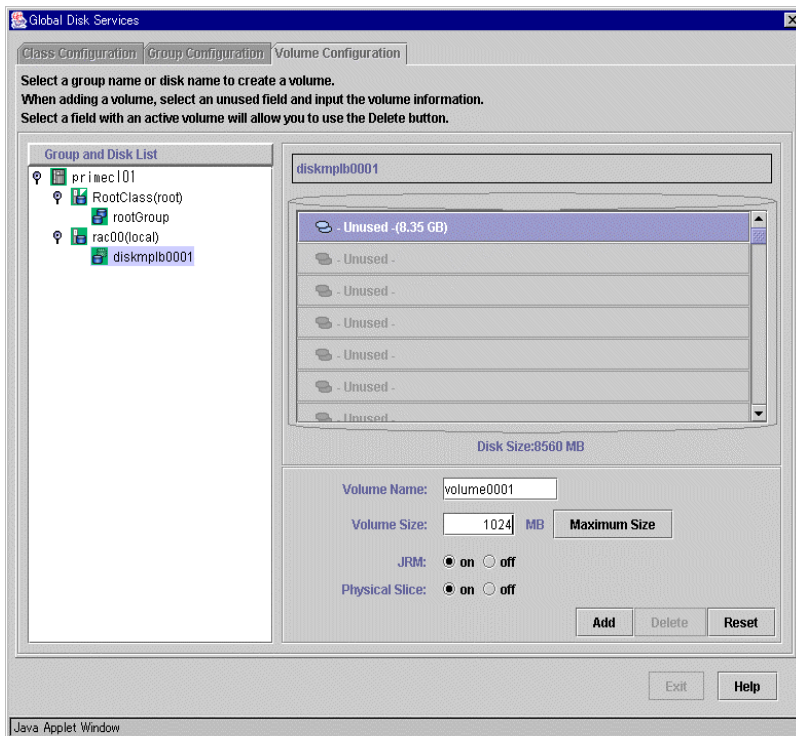 Global Disk Services
Class Configuration Group Configuration Volume Configuration
Select a group name or disk name to create a volume.
When adding a volume, select an unused field and input the volume information.
Select a field with an active volume will allow you to use the Delete button.
Group and Disk List
primecl01
RootClass(root)
rootGroup
rac00(local)
diskmplb0001
diskmplb0001
- Unused -(8.35 GB)
- Unused -
- Unused -
- Unused -
- Unused -
- Unused -
- Unused -
Disk Size:8560 MB
Volume Name: volume0001
Volume Size: 1024 MB Maximum Size
JRM: on off
Physical Slice: on off
Add Delete Reset
Exit Help
Java Applet Window